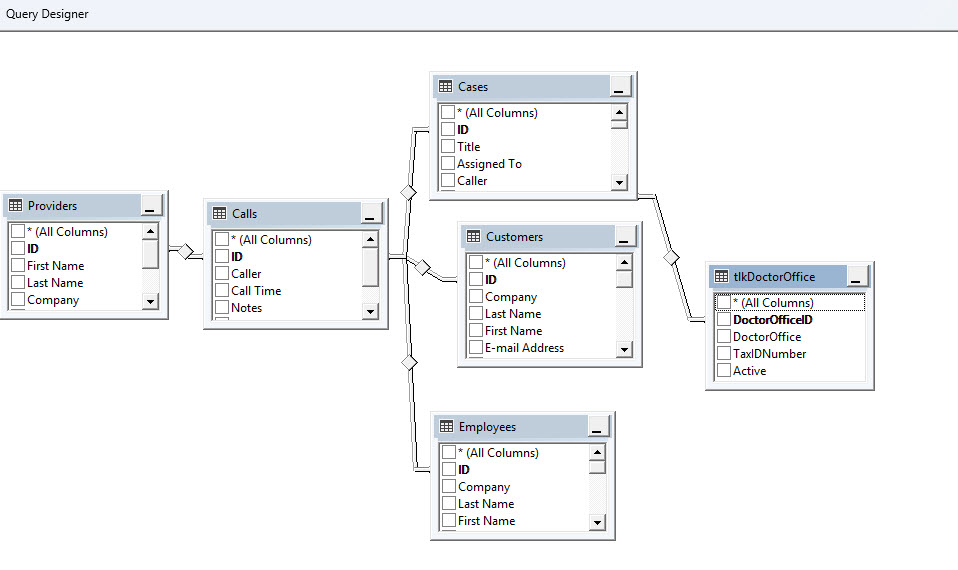 Query Designer
Cases
* (All Columns)
ID
Title
Assigned To
Caller
Providers
* (All Columns)
ID
First Name
Last Name
Company
Calls
* (All Columns)
ID
Caller
Call Time
Notes
Customers
* (All Columns)
ID
Company
Last Name
First Name
E-mail Address
tlkDoctorOffice
* (All Columns)
DoctorOfficeID
DoctorOffice
TaxIDNumber
Active
Employees
* (All Columns)
ID
Company
Last Name
First Name